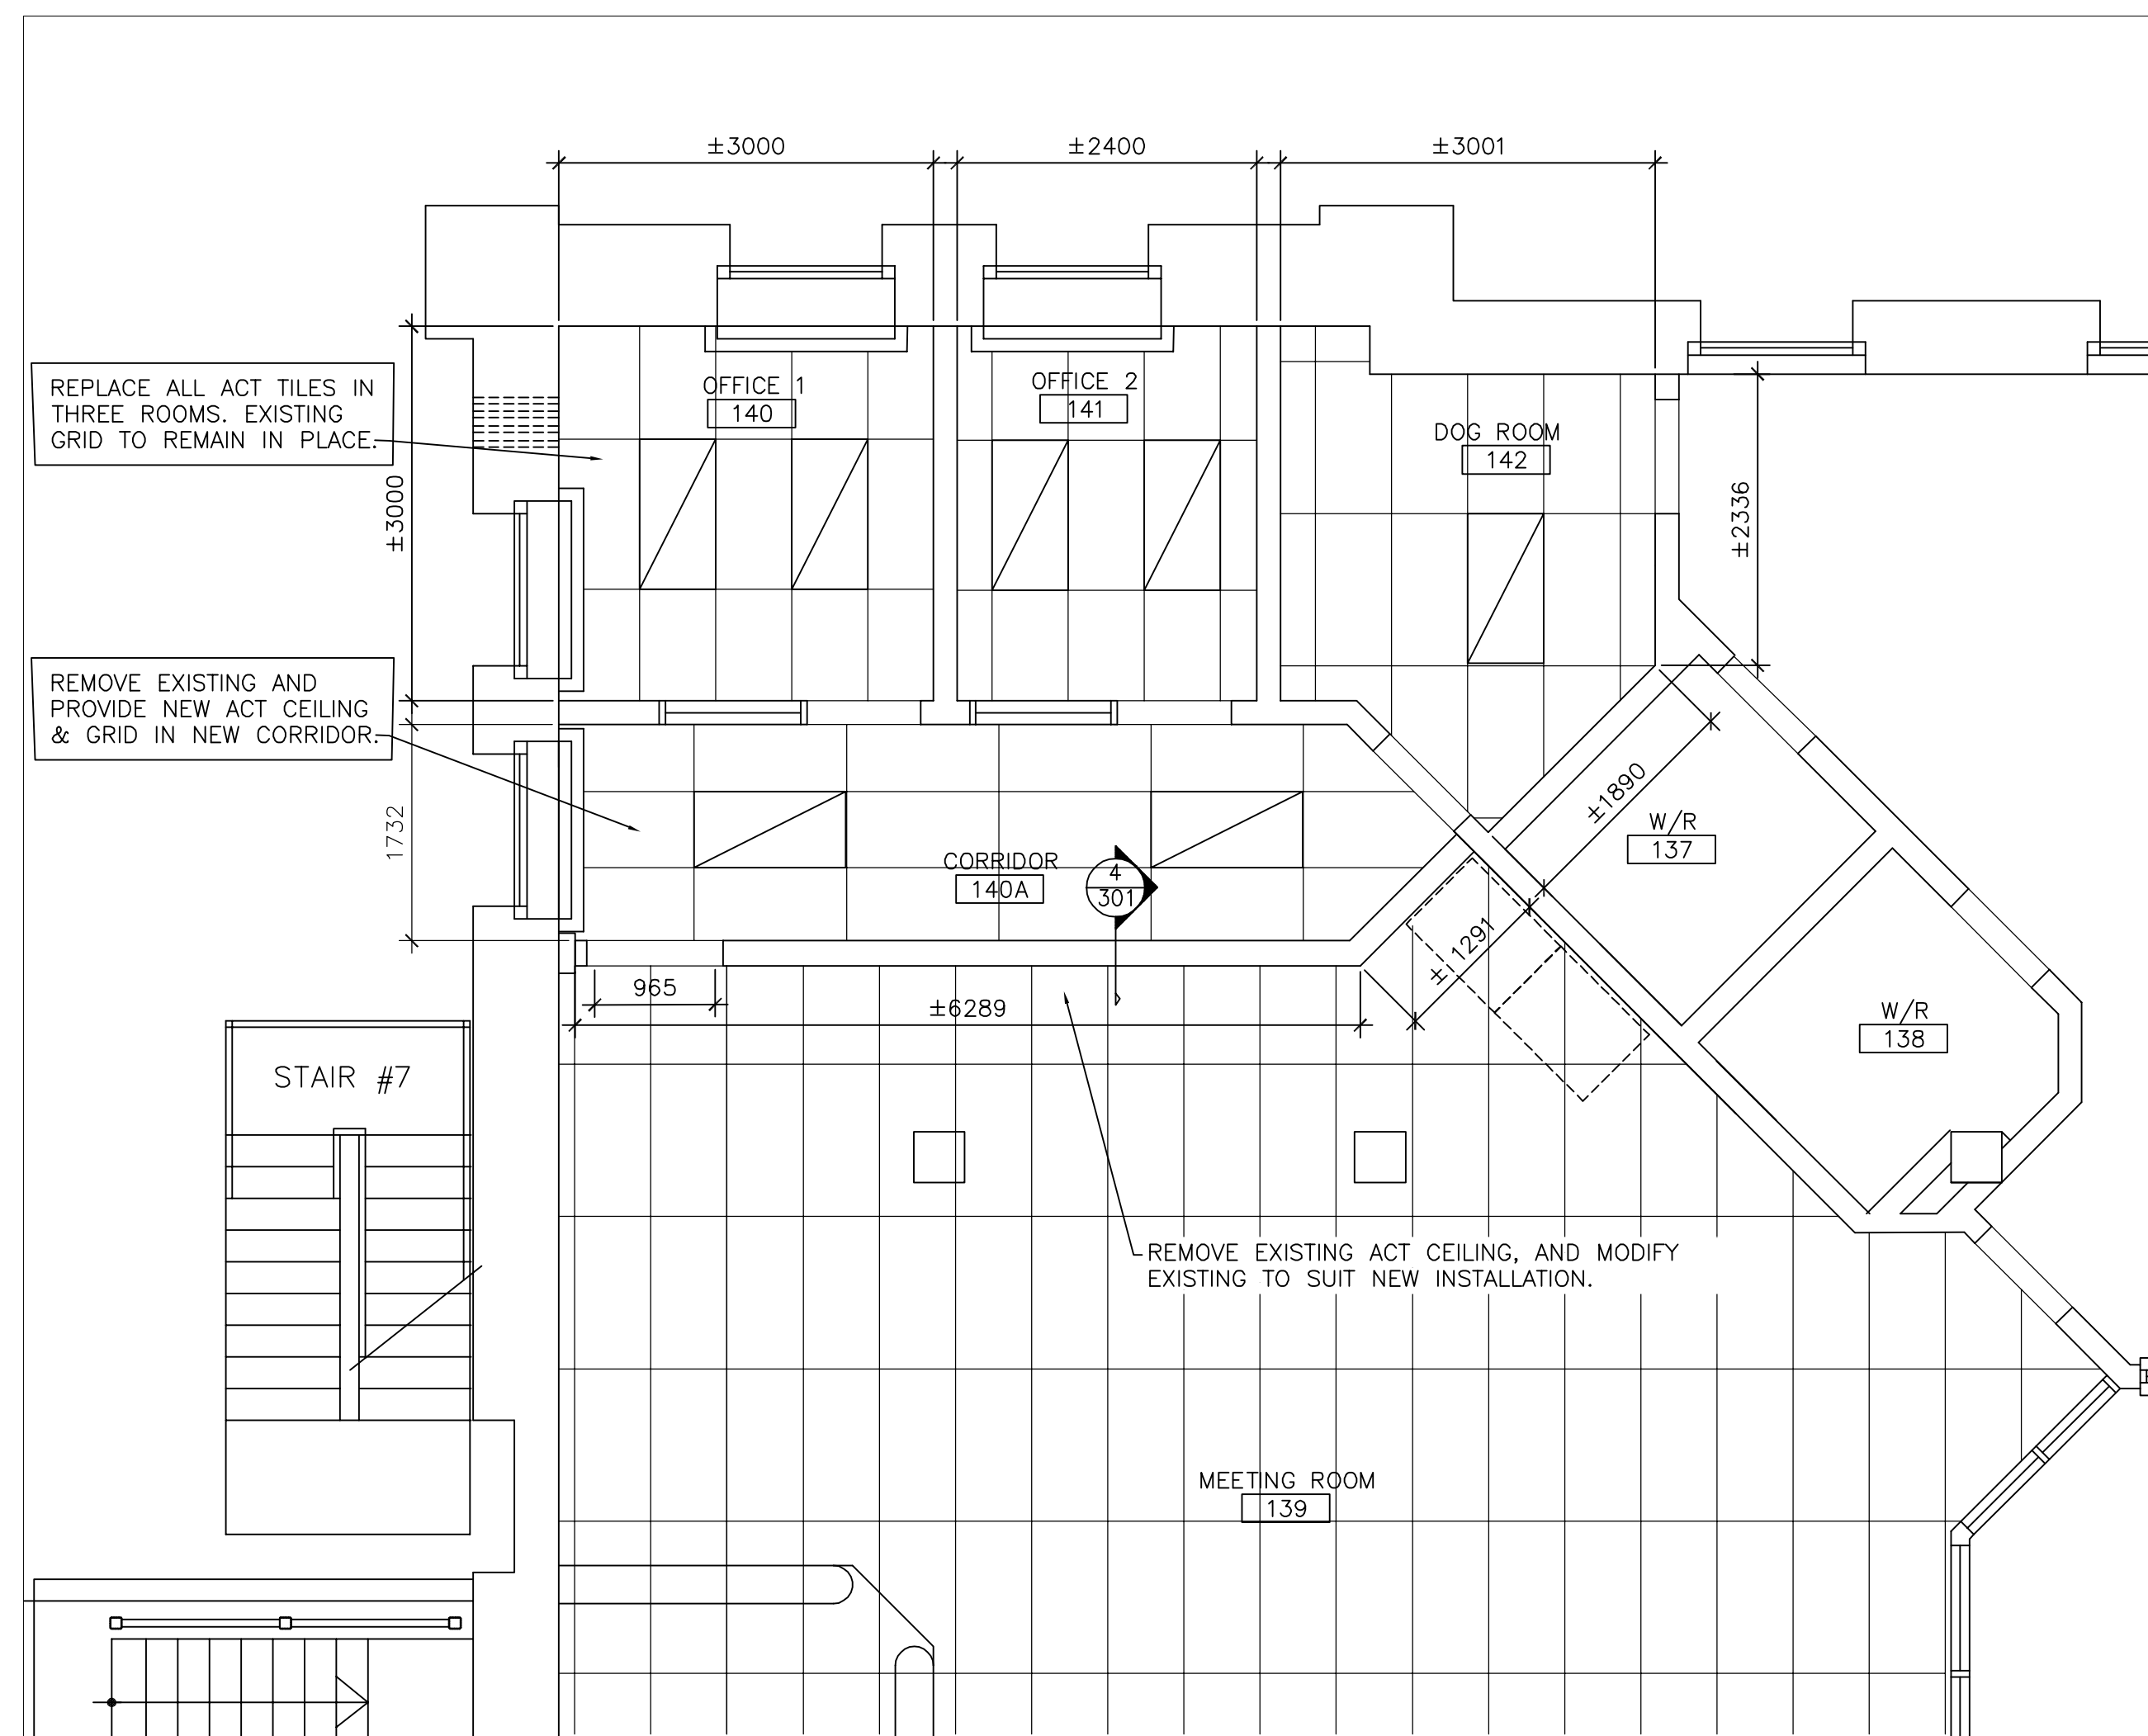 ±3000
±2400
±3001
REPLACE ALL ACT TILES IN
THREE ROOMS. EXISTING
GRID TO REMAIN IN PLACE.
OFFICE 1
140
OFFICE 2
141
DOG ROOM
142
±3000
±2336
REMOVE EXISTING AND
PROVIDE NEW ACT CEILING
& GRID IN NEW CORRIDOR.
1732
±1890
W/R
137
CORRIDOR
140A
4
301
± 1291
965
±6289
W/R
138
STAIR #7
REMOVE EXISTING ACT CEILING, AND MODIFY
EXISTING TO SUIT NEW INSTALLATION.
MEETING ROOM
139